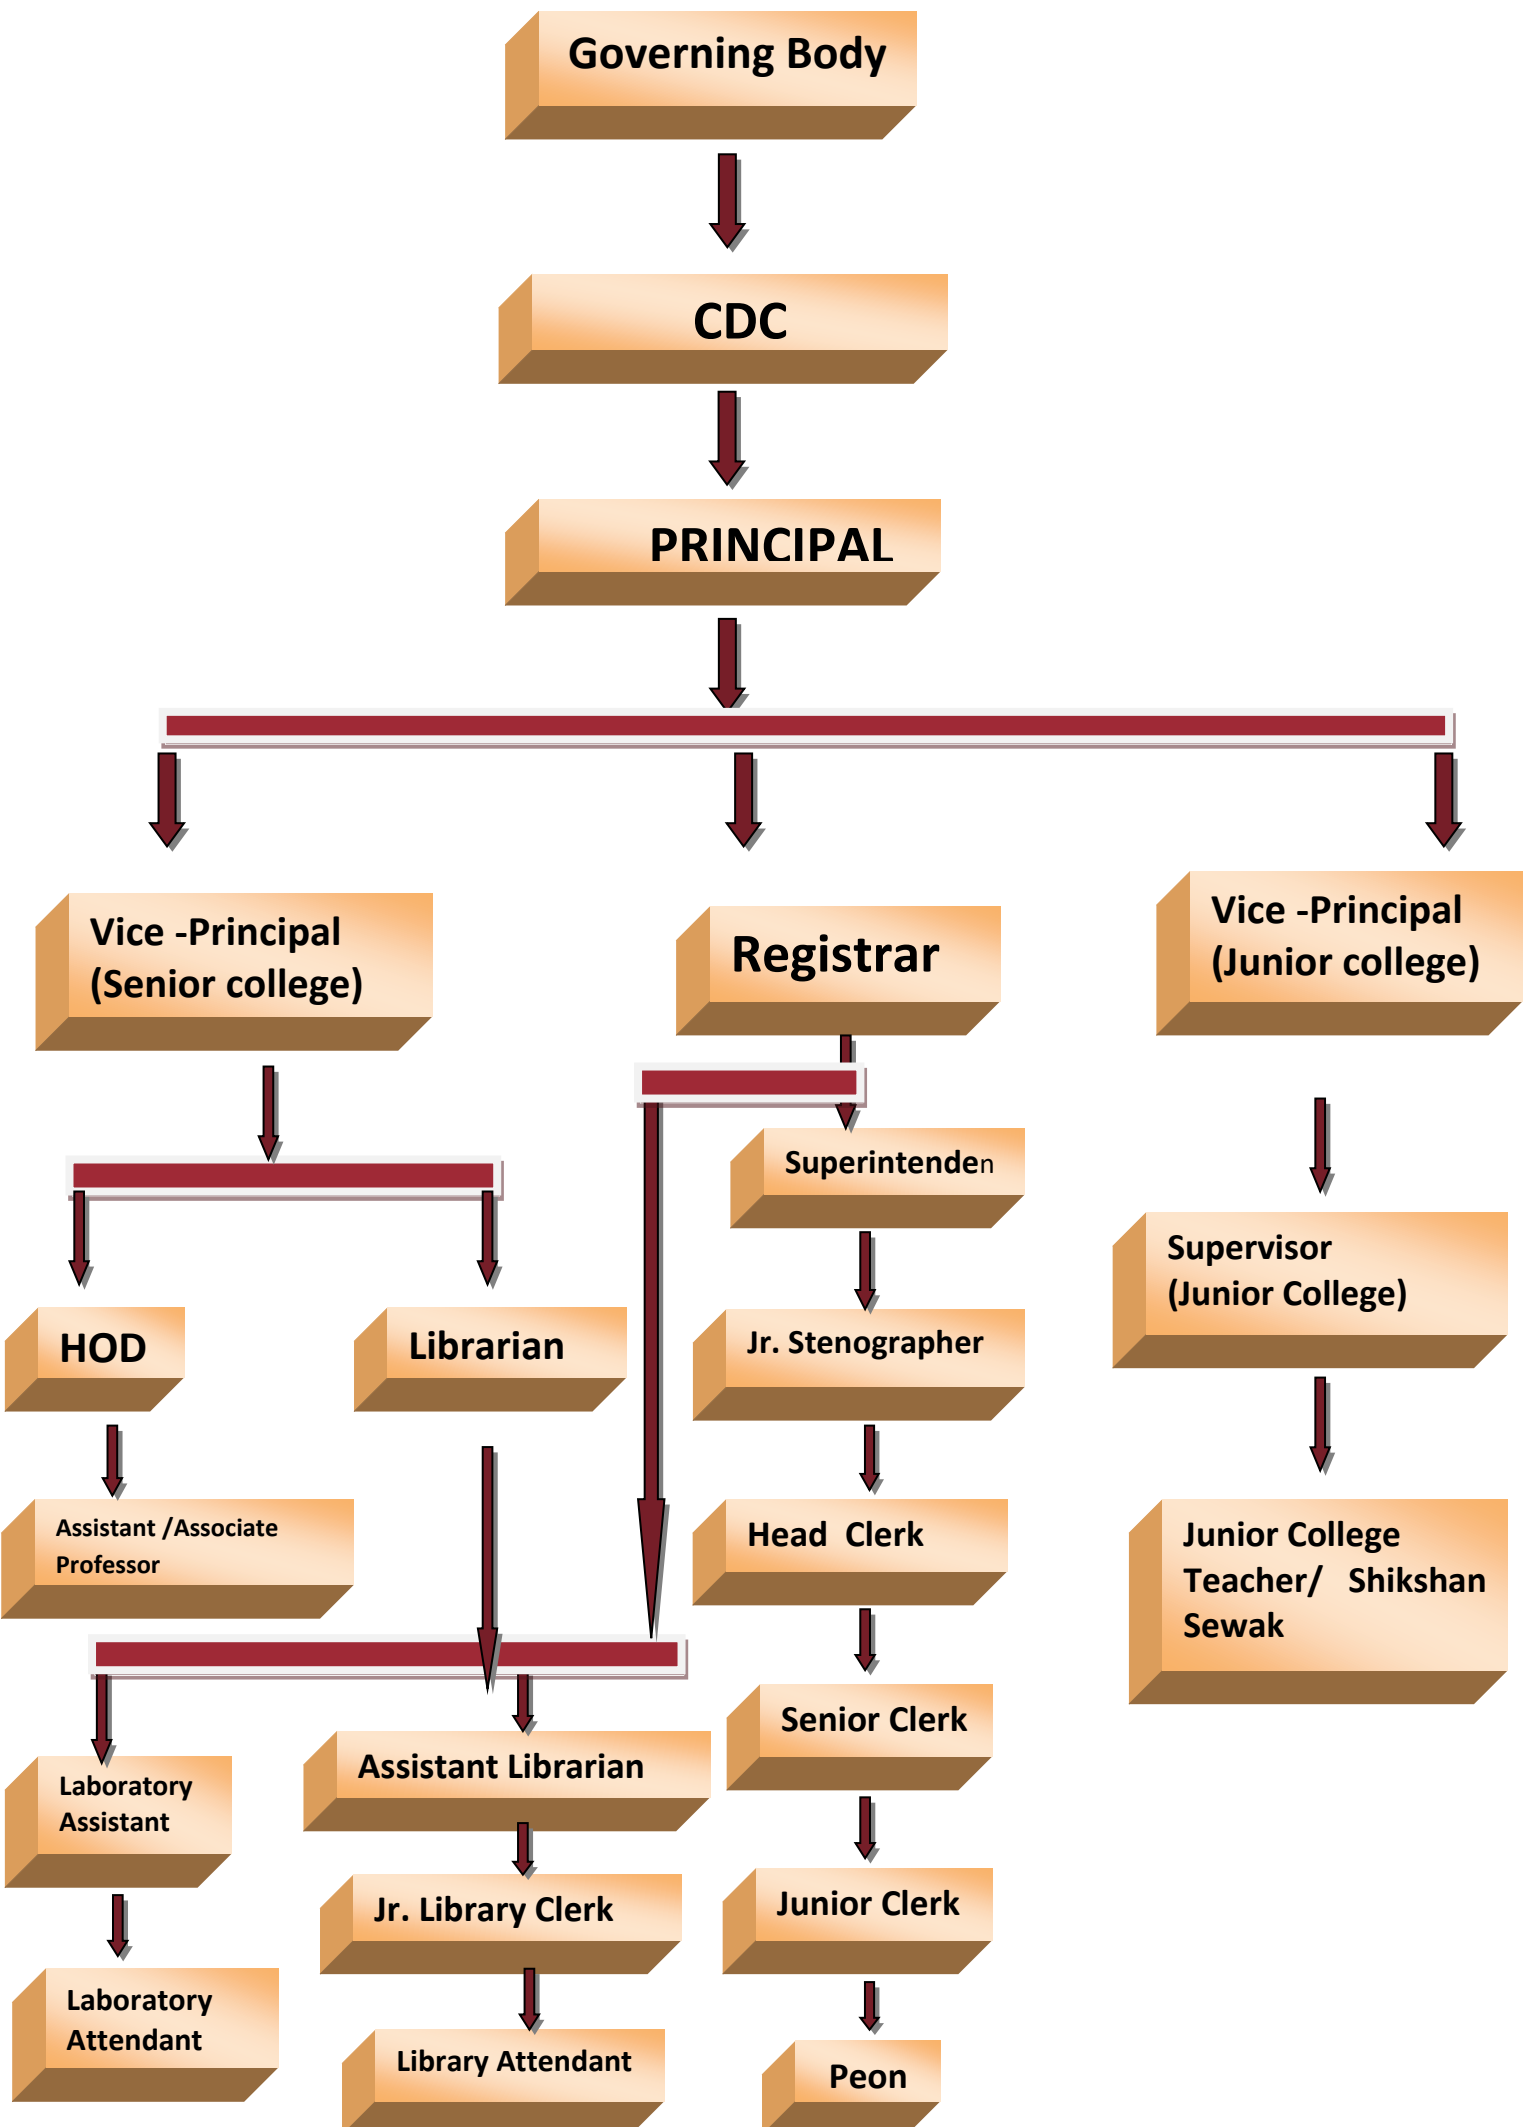 Governing Body
CDC
PRINCIPAL
Vice -Principal
(Senior college)
Registrar
Vice -Principal
(Junior college)
Superintenden
Supervisor
(Junior College)
HOD
Librarian
Jr. Stenographer
Assistant /Associate
Professor
Head Clerk
Junior College
Teacher/ Shikshan
Sewak
Senior Clerk
Laboratory
Assistant
Assistant Librarian
Jr. Library Clerk
Junior Clerk
Laboratory
Attendant
Library Attendant
Peon